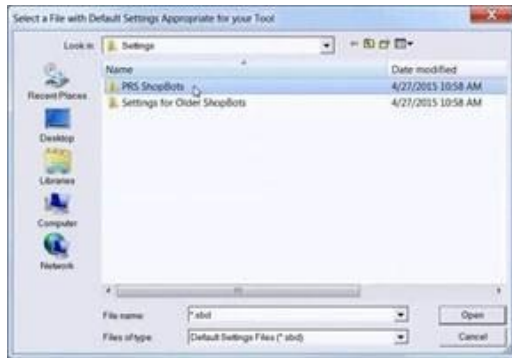 Select a File with Default Settings Appropriate for your Tool
Look in: Settings
Name Date modified
PRS ShopBots 4/27/2015 10:58 AM
Settings for Older ShopBots 4/27/2015 10:58 AM
Recent Places
Desktop
Libraries
Computer
Network
File name: *.sbd Open
Files of type: Default Settings Files (*.sbd) Cancel